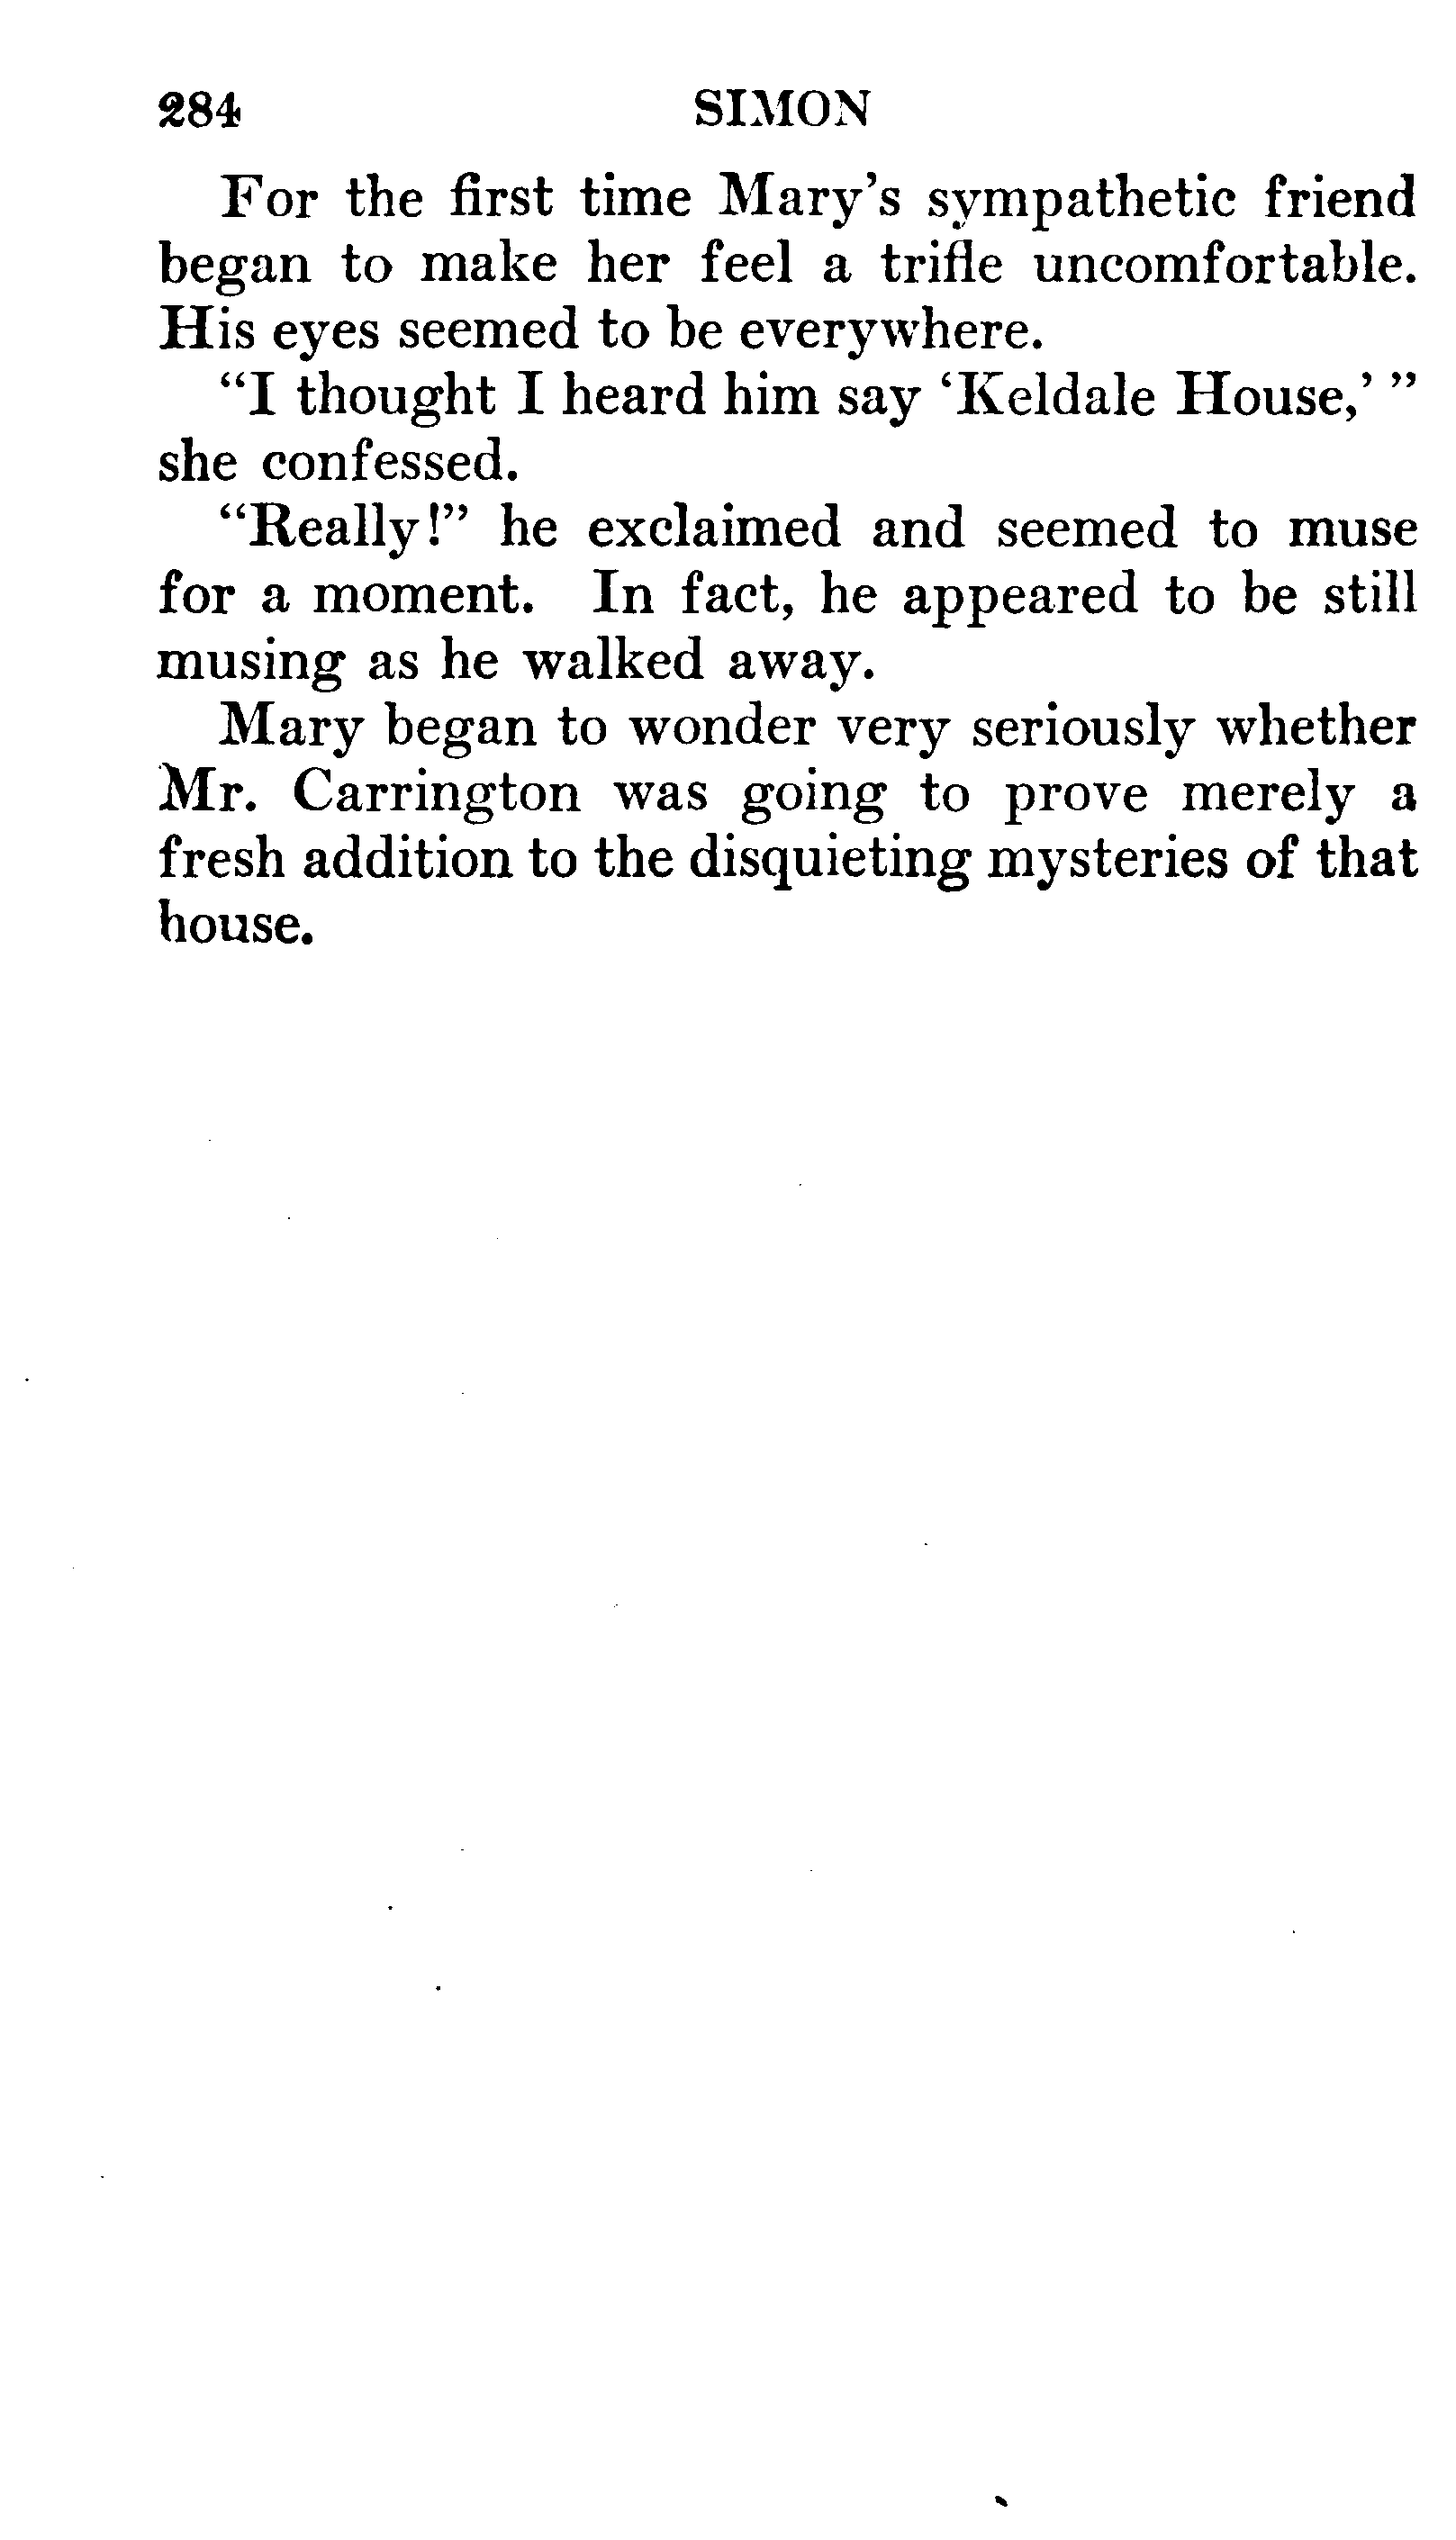 284 SIMON
For the first time Mary's sympathetic friend
began to make her feel a trifle uncomfortable.
His eyes seemed to be everywhere.
“I thought I heard him say ‘Keldale House,’ ”
she confessed.
“Really!” he exclaimed and seemed to muse
for a moment. In fact, he appeared to be still
musing as he walked away.
Mary began to wonder very seriously whether
Mr. Carrington was going to prove merely a
fresh addition to the disquieting mysteries of that
house.